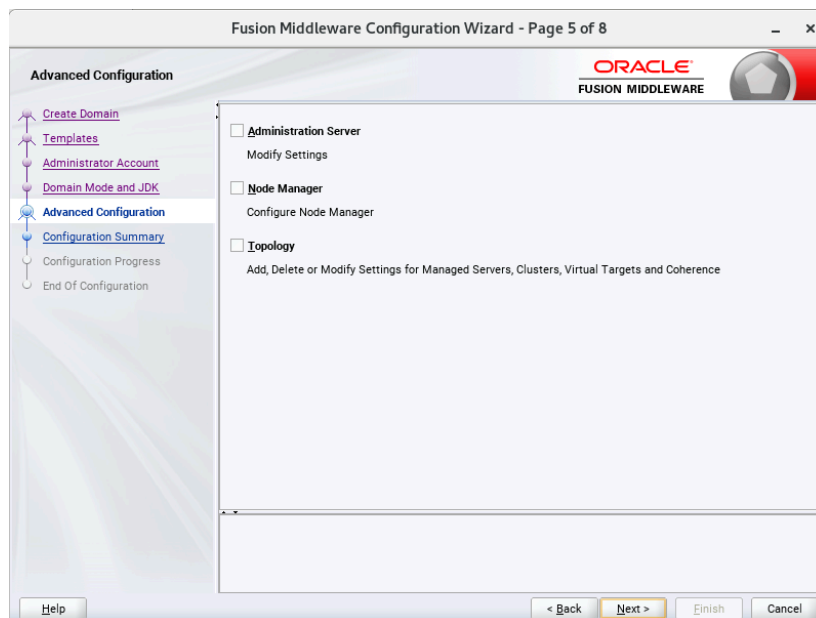 Fusion Middleware Configuration Wizard - Page 5 of 8
Advanced Configuration
ORACLE
FUSION MIDDLEWARE
Create Domain
Templates
Administrator Account
Domain Mode and JDK
Advanced Configuration
Configuration Summary
Configuration Progress
End Of Configuration
Administration Server
Modify Settings
Node Manager
Configure Node Manager
Topology
Add, Delete or Modify Settings for Managed Servers, Clusters, Virtual Targets and Coherence
Help
< Back
Next >
Finish
Cancel